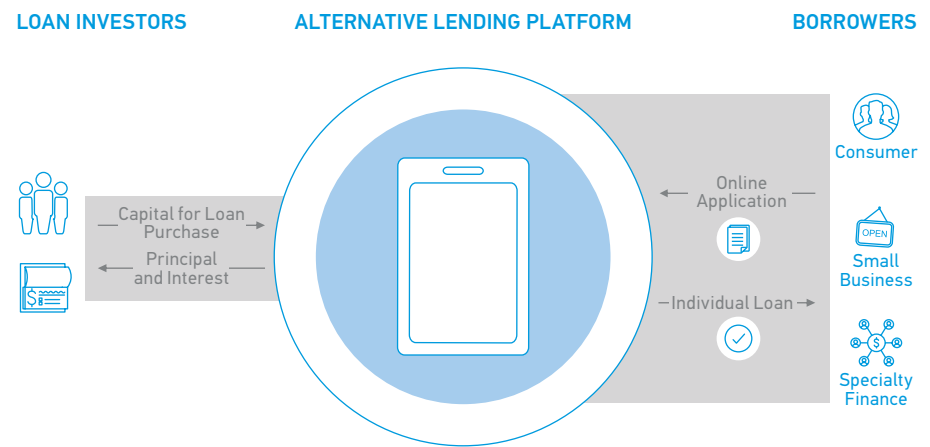 LOAN INVESTORS
ALTERNATIVE LENDING PLATFORM
BORROWERS
Capital for Loan
Purchase
Principal
and Interest
Online
Application
Individual Loan
Consumer
OPEN
Small
Business
$
Specialty
Finance
$